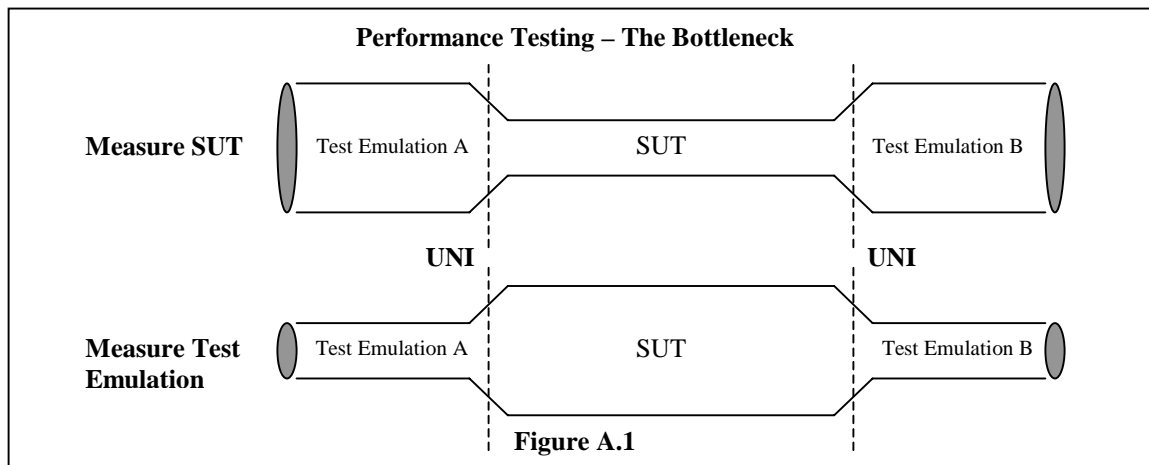 Performance Testing – The Bottleneck
Measure SUT
Test Emulation A
SUT
Test Emulation B
UNI
UNI
Measure Test
Emulation
Test Emulation A
SUT
Test Emulation B
Figure A.1